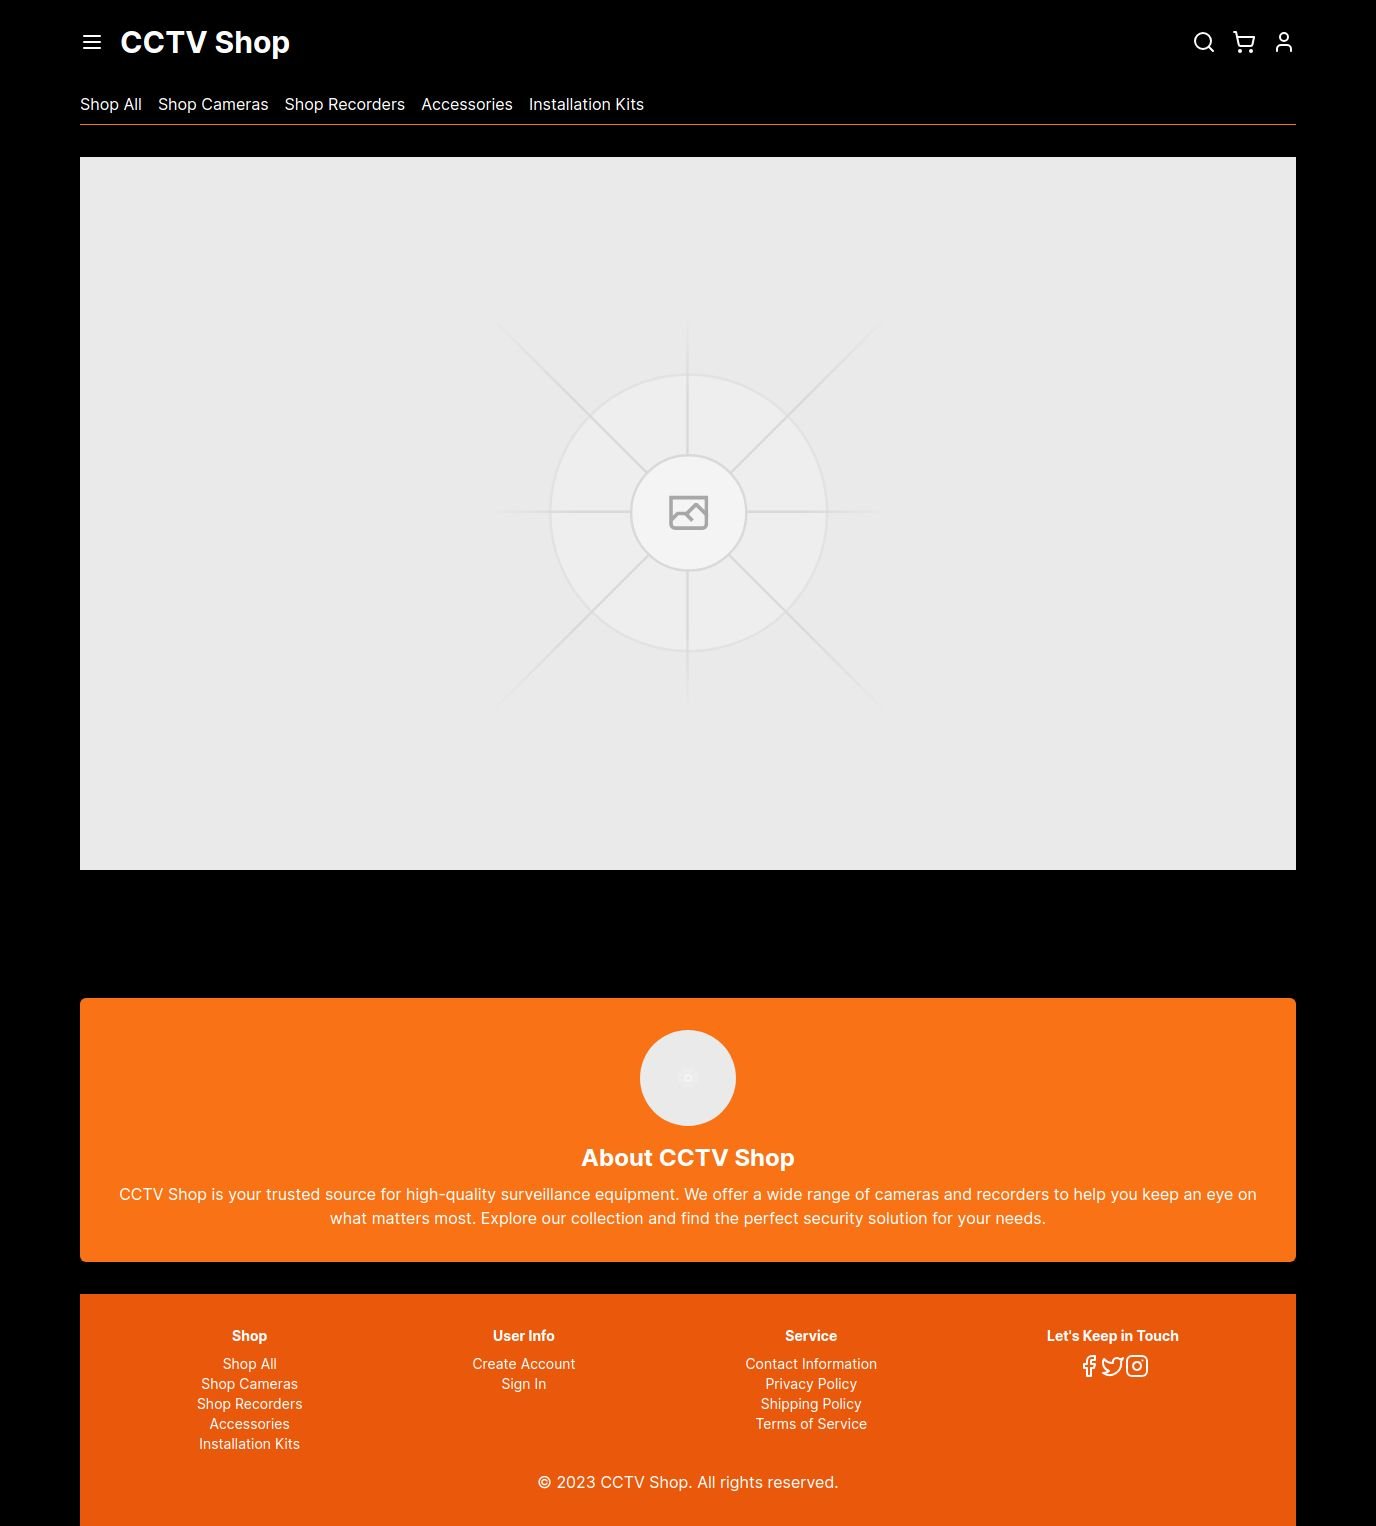 CCTV Shop
Shop All Shop Cameras Shop Recorders Accessories Installation Kits
About CCTV Shop
CCTV Shop is your trusted source for high-quality surveillance equipment. We offer a wide range of cameras and recorders to help you keep an eye on
what matters most. Explore our collection and find the perfect security solution for your needs.
Shop
Shop All
Shop Cameras
Shop Recorders
Accessories
Installation Kits
User Info
Create Account
Sign In
Service
Contact Information
Privacy Policy
Shipping Policy
Terms of Service
Let's Keep in Touch
© 2023 CCTV Shop. All rights reserved.